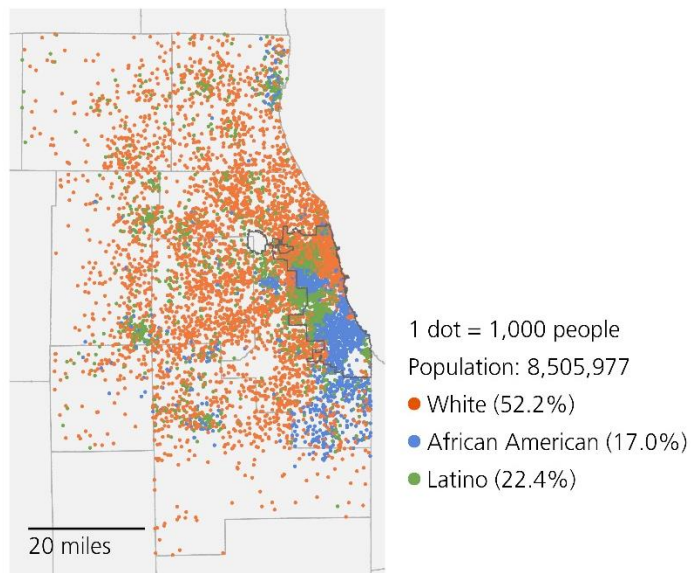 1 dot = 1,000 people
Population: 8,505,977
White (52.2%)
African American (17.0%)
Latino (22.4%)
20 miles